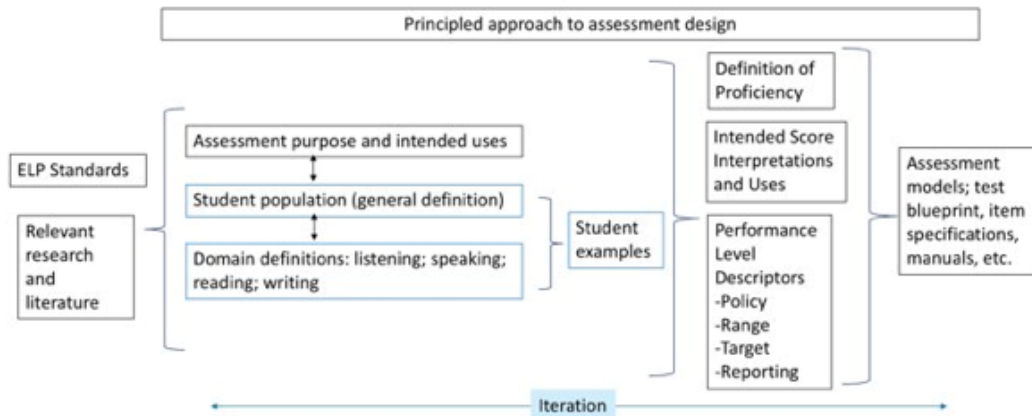 Principled approach to assessment design
ELP Standards
Relevant
research
and
literature
Assessment purpose and intended uses
Student population (general definition)
Domain definitions: listening; speaking;
reading; writing
Student
examples
Definition of
Proficiency
Intended Score
Interpretations
and Uses
Performance
Level
Descriptors
-Policy
-Range
-Target
-Reporting
Assessment
models; test
blueprint, item
specifications,
manuals, etc.
Iteration